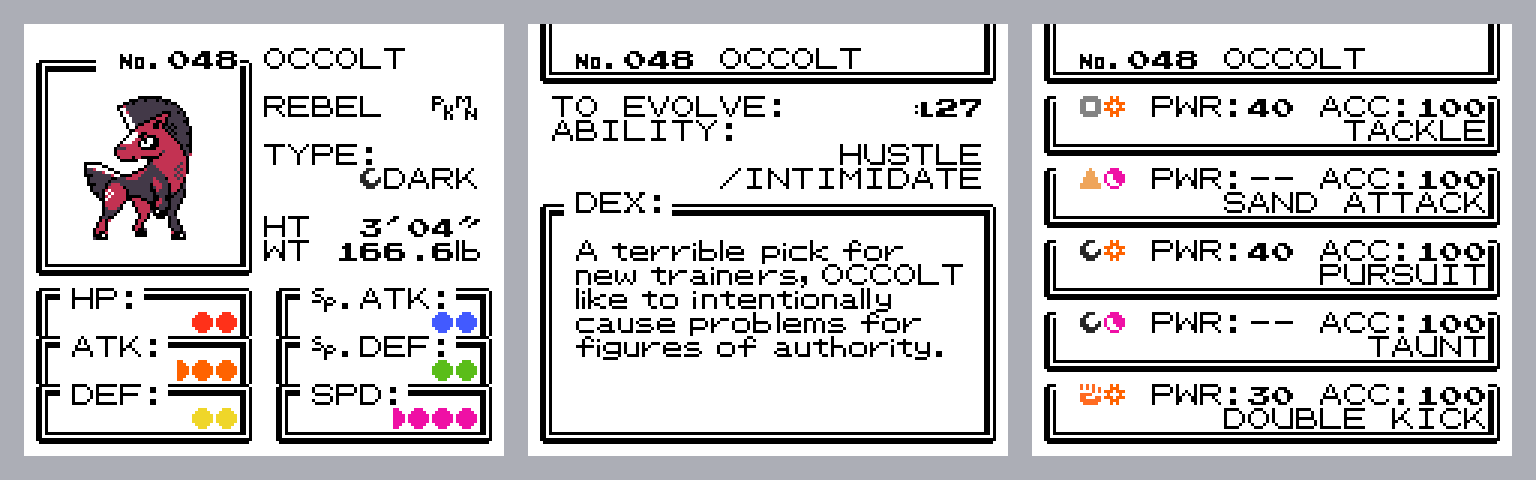 No. 048 OCCOLT
REBEL PKMN
TYPE:
DARK
HT 3'04"
WT 166.6lb
HP:
Sp. ATK:
ATK:
Sp. DEF:
DEF:
SPD:
No. 048 OCCOLT
TO EVOLVE: :L27
ABILITY:
HUSTLE
/INTIMIDATE
DEX:
A terrible pick for
new trainers, OCCOLT
like to intentionally
cause problems for
figures of authority.
No. 048 OCCOLT
PWR:40 ACC:100
TACKLE
PWR:-- ACC:100
SAND ATTACK
PWR:40 ACC:100
PURSUIT
PWR:-- ACC:100
TAUNT
PWR:30 ACC:100
DOUBLE KICK